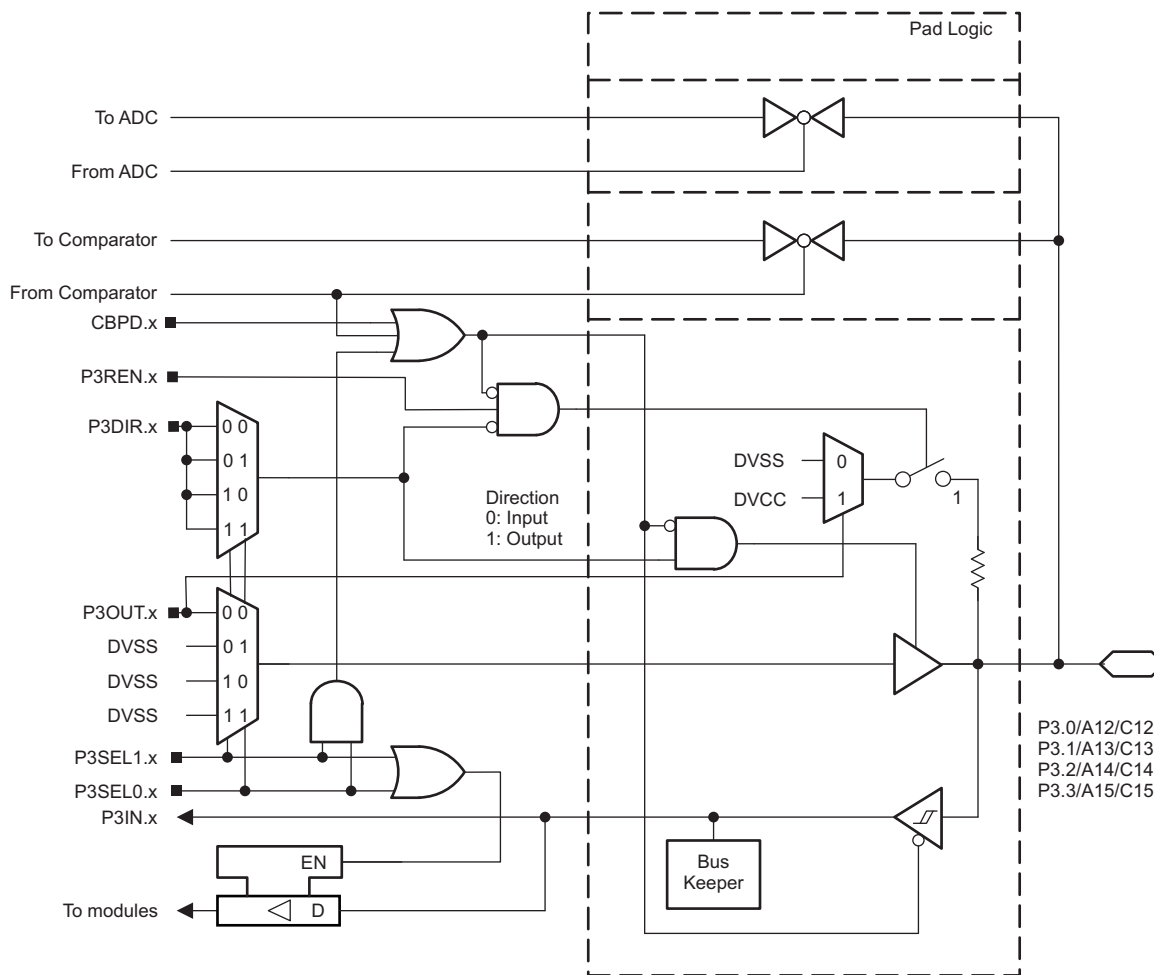 Pad Logic
To ADC
From ADC
To Comparator
From Comparator
CBPD.x
P3REN.x
P3DIR.x
0 0
0 1
1 0
1 1
Direction
0: Input
1: Output
DVSS
0
DVCC
1
1
P3OUT.x
0 0
DVSS
0 1
DVSS
1 0
DVSS
1 1
P3SEL1.x
P3SEL0.x
P3IN.x
EN
D
To modules
Bus
Keeper
P3.0/A12/C12
P3.1/A13/C13
P3.2/A14/C14
P3.3/A15/C15